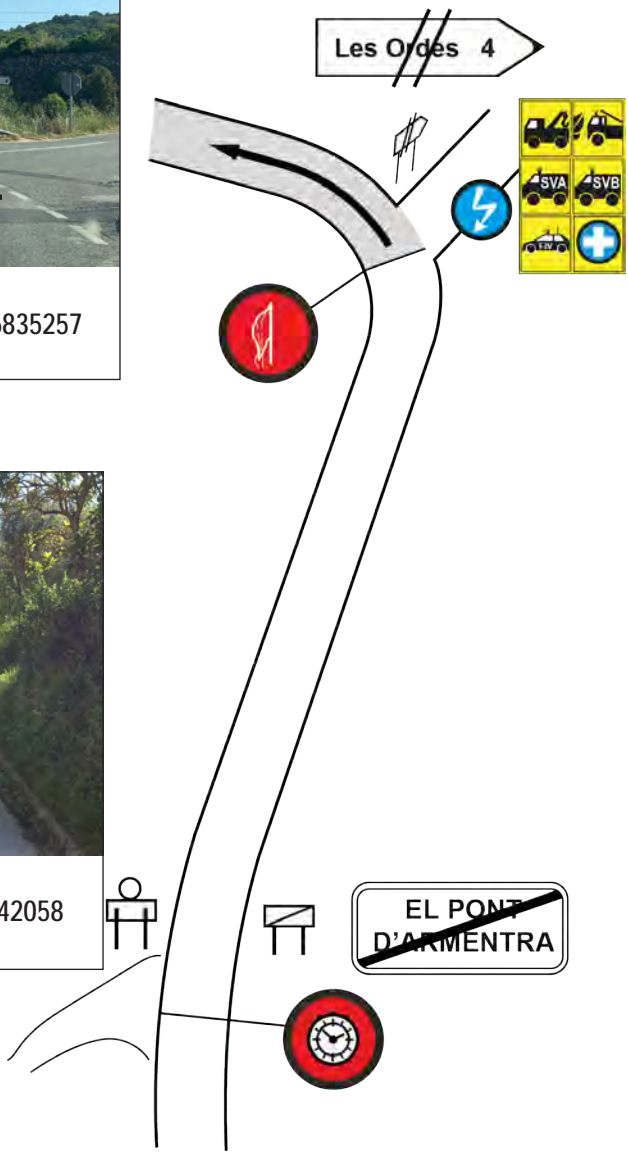 Les Ordes 4
SVA SVB
835257
42058
EL PONT
D'ARMENTRA